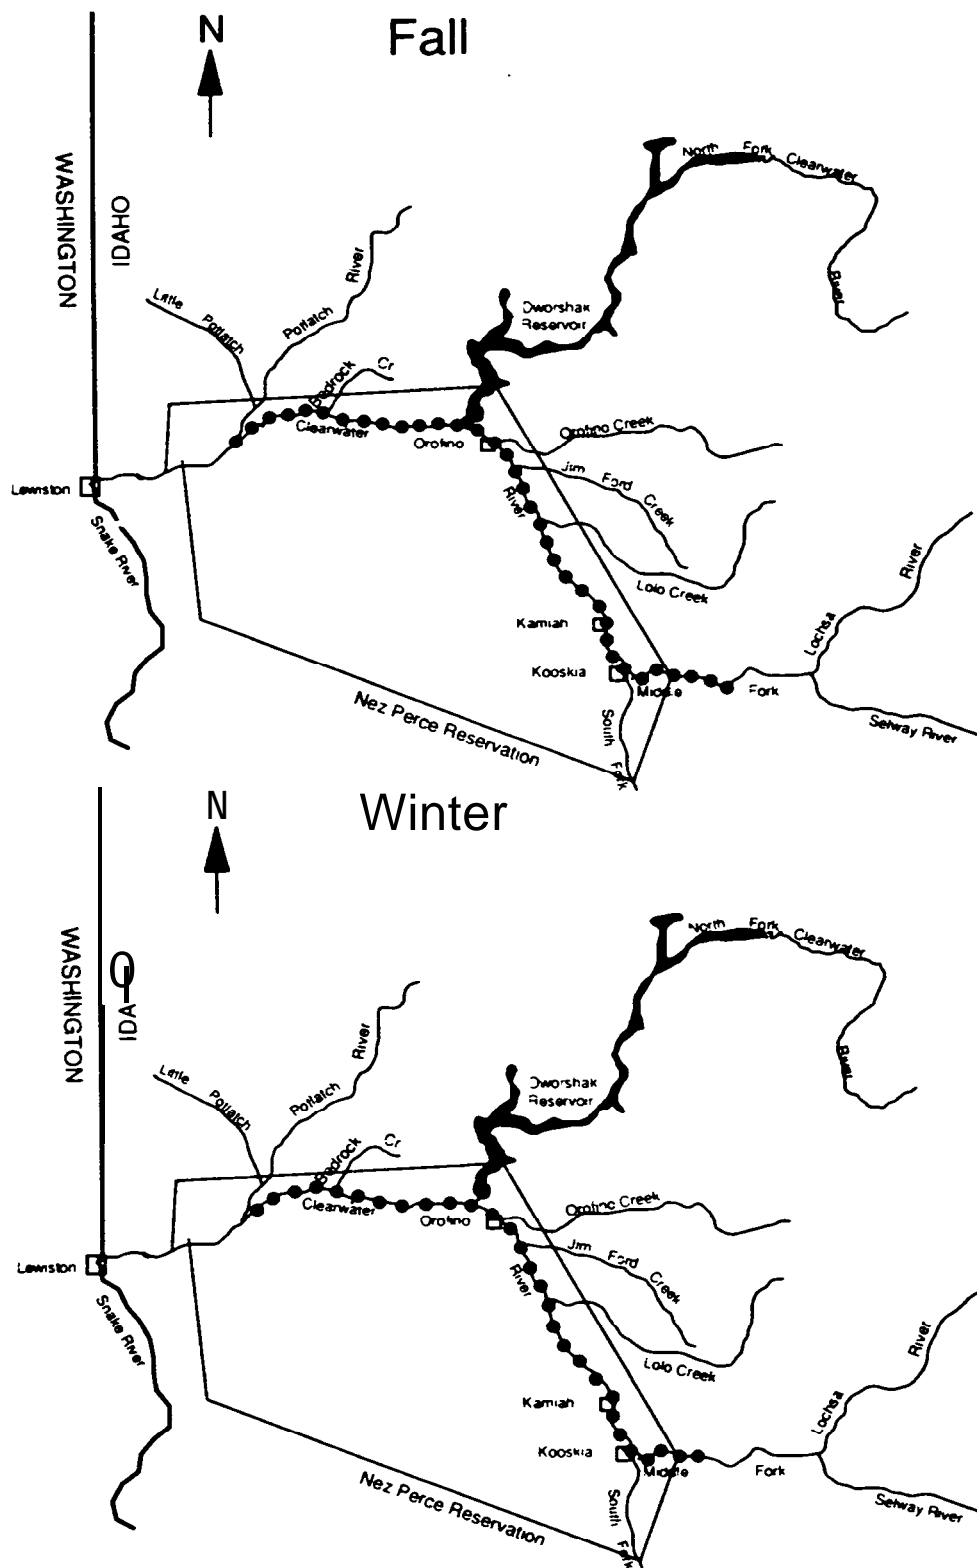 Fall
N
WASHINGTON
IDAHO
North Fork Clearwater
River
Little Potlatch
Potlatch River
Dworshak
Reservoir
Bedrock Cr
Clearwater
Orofino
Orofino Creek
Jim Ford Creek
River
Lewiston
Snake River
Lolo Creek
Kamiah
Lochsa River
Kooskia
Middle Fork
Nez Perce Reservation
South Fork
Selway River
Winter
N
WASHINGTON
IDA O
North Fork Clearwater
River
Little Potlatch
Potlatch River
Dworshak
Reservoir
Bedrock Cr
Clearwater
Orofino
Orofino Creek
Jim Ford Creek
River
Lewiston
Snake River
Lolo Creek
Kamiah
Lochsa River
Kooskia
Middle Fork
Nez Perce Reservation
South Fork
Selway River